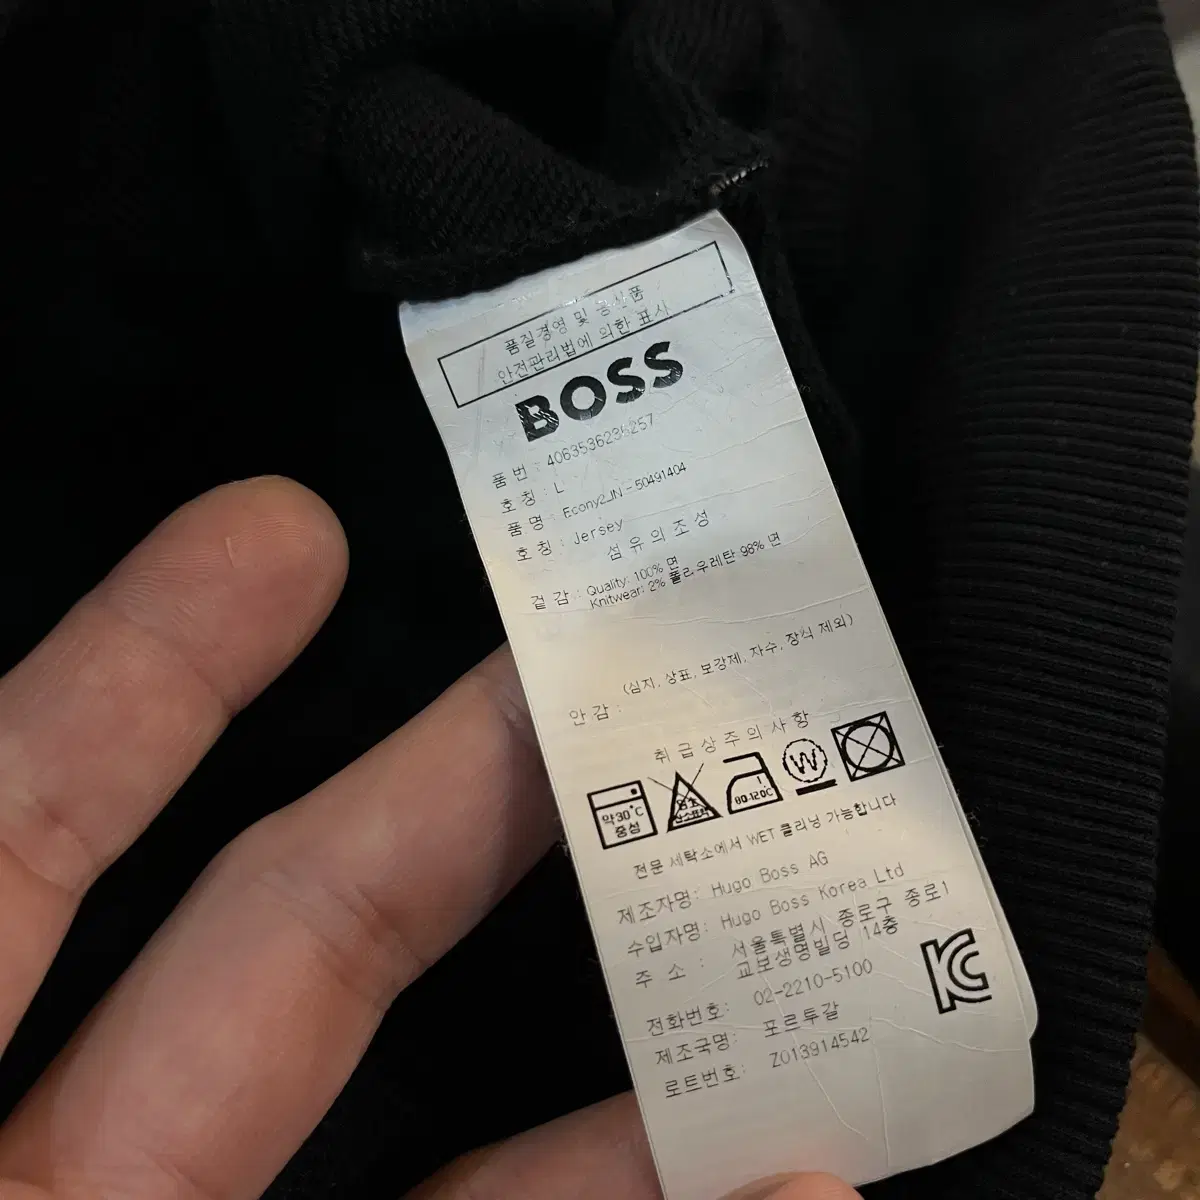 품질경영 및 공산품
안전관리법에 의한 표시
BOSS
품번 : 4063536236257
호칭 : L
품명 : Econy2_IN - 50491404
호칭 : Jersey
섬유의조성
겉감 : Quality: 100% 면
Knitwear: 2% 폴리우레탄 98% 면
(심지, 상표, 보강제, 자수, 장식 제외)
안감 :
취급상주의사항
약30℃
중성
염소
산소표백
80-120℃
W
전문 세탁소에서 WET 클리닝 가능합니다
제조자명: Hugo Boss AG
수입자명: Hugo Boss Korea Ltd
주 소 : 서울특별시 종로구 종로1
교보생명빌딩 14층
전화번호: 02-2210-5100
제조국명: 포르투갈
로트번호: Z013914542